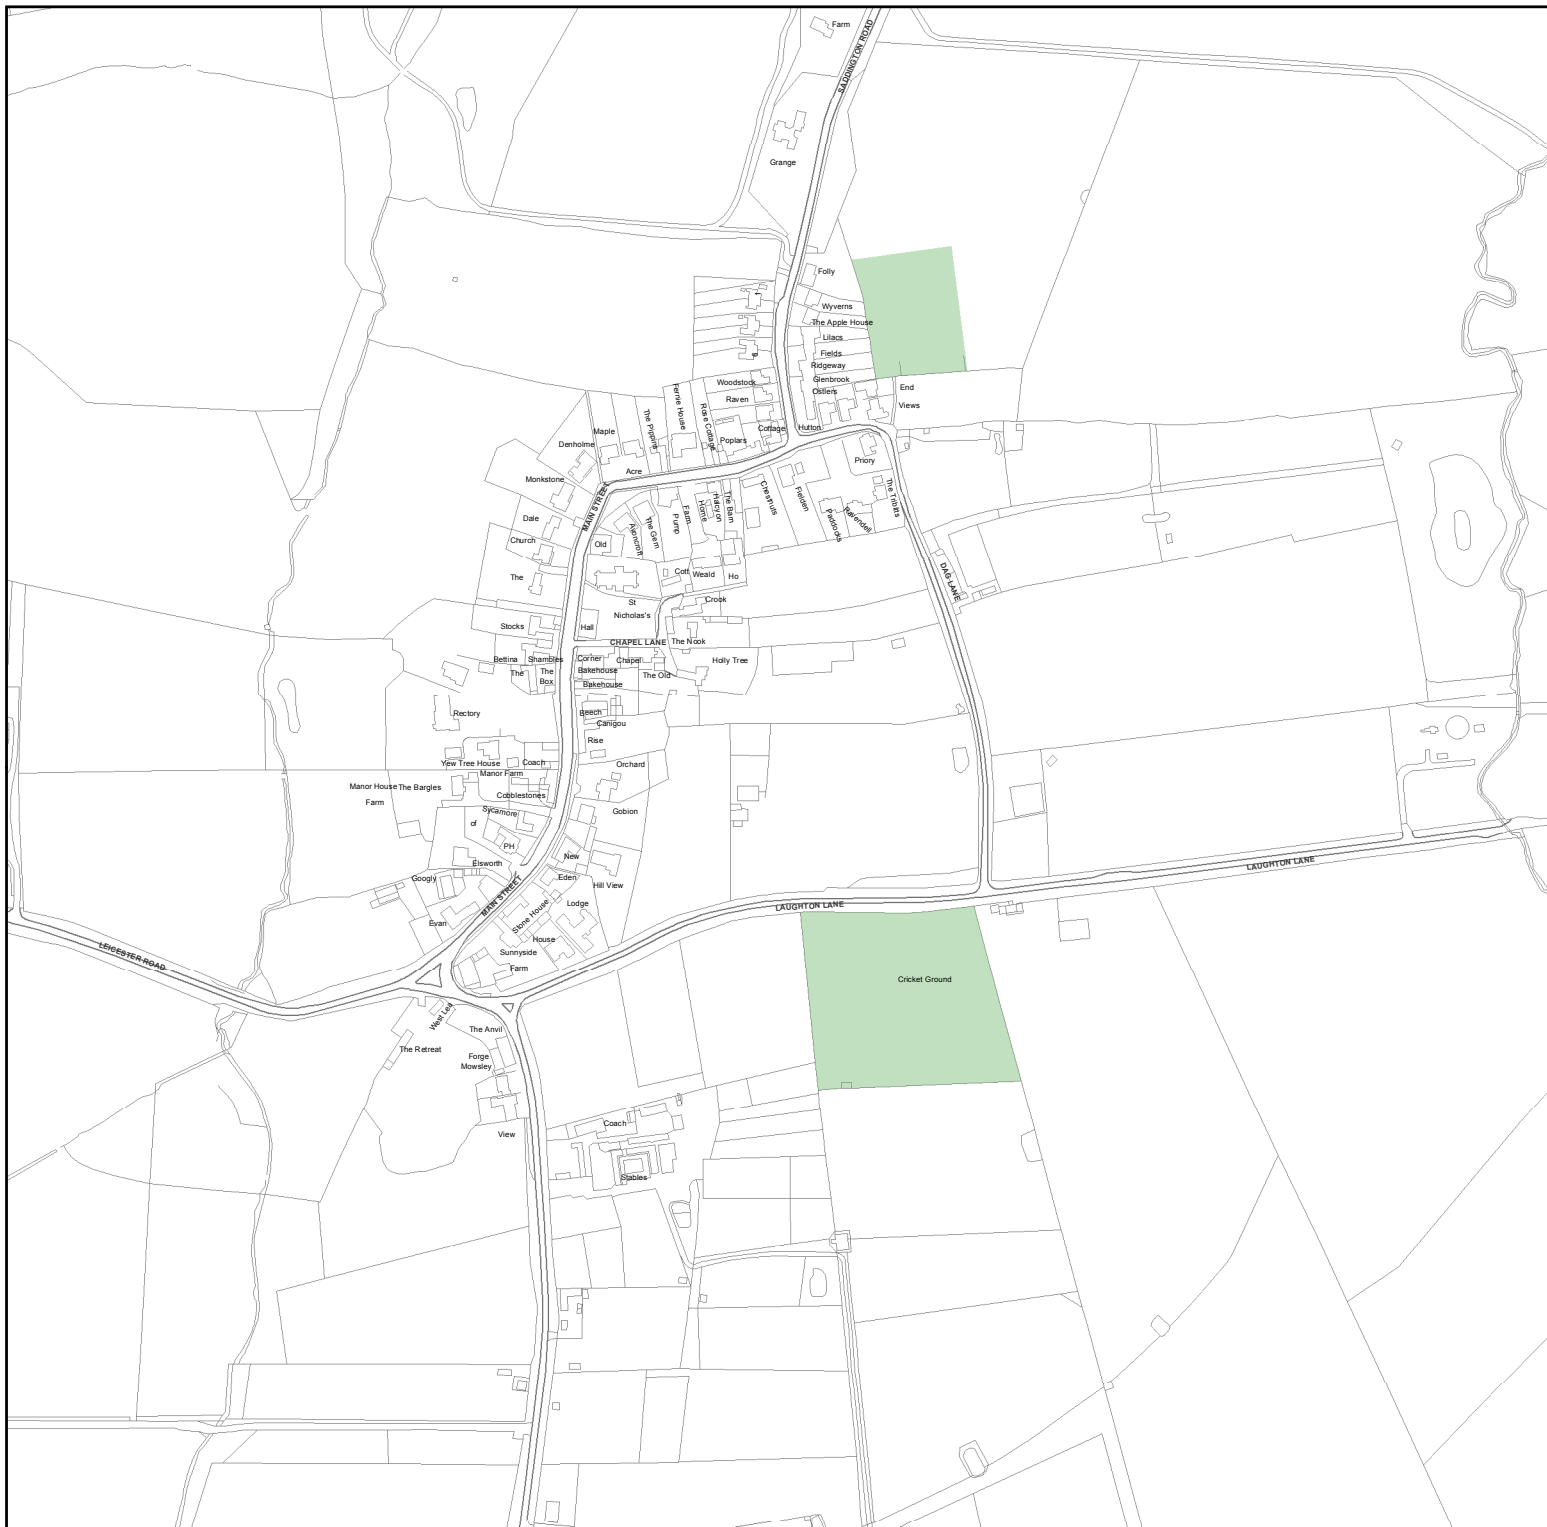 Farm
SADDINGTON ROAD
Grange
Folly
1
Wyverns
The Apple House
Lilacs
9
Fields
Ridgeway
Woodstock
Glenbrook
End
Raven
Ostlers
Views
Fernie House
Rose Cottage
The Pippins
Maple
Cottage
Hutton
Poplars
Denholme
Acre
Priory
Monkstone
MAIN STREET
The Tribitts
Chestnuts
Fielden
Paddocks
Rivendell
The Barn
Halcyon
Home
Farm
Pump
The Gem
Avoncroft
Dale
Church
Old
The
Cott
Weald
Ho
DAG LANE
St
Nicholas's
Crook
Stocks
Hall
CHAPEL LANE
The Nook
Bettina
Shambles
Corner
Chapel
Holly Tree
The
The
Box
Bakehouse
The Old
Bakehouse
Rectory
Beech
Canigou
Rise
Yew Tree House
Coach
Orchard
Manor Farm
Manor House
Farm
The Bargles
Cobblestones
Sycamore
of
Gobion
PH
New
Elsworth
Googly
Eden
Hill View
MAIN STREET
LAUGHTON LANE
LAUGHTON LANE
Evan
Stone House
Lodge
House
Sunnyside
Farm
LEICESTER ROAD
Cricket Ground
West Lea
The Anvil
The Retreat
Forge
Mowsley
Coach
View
Stables